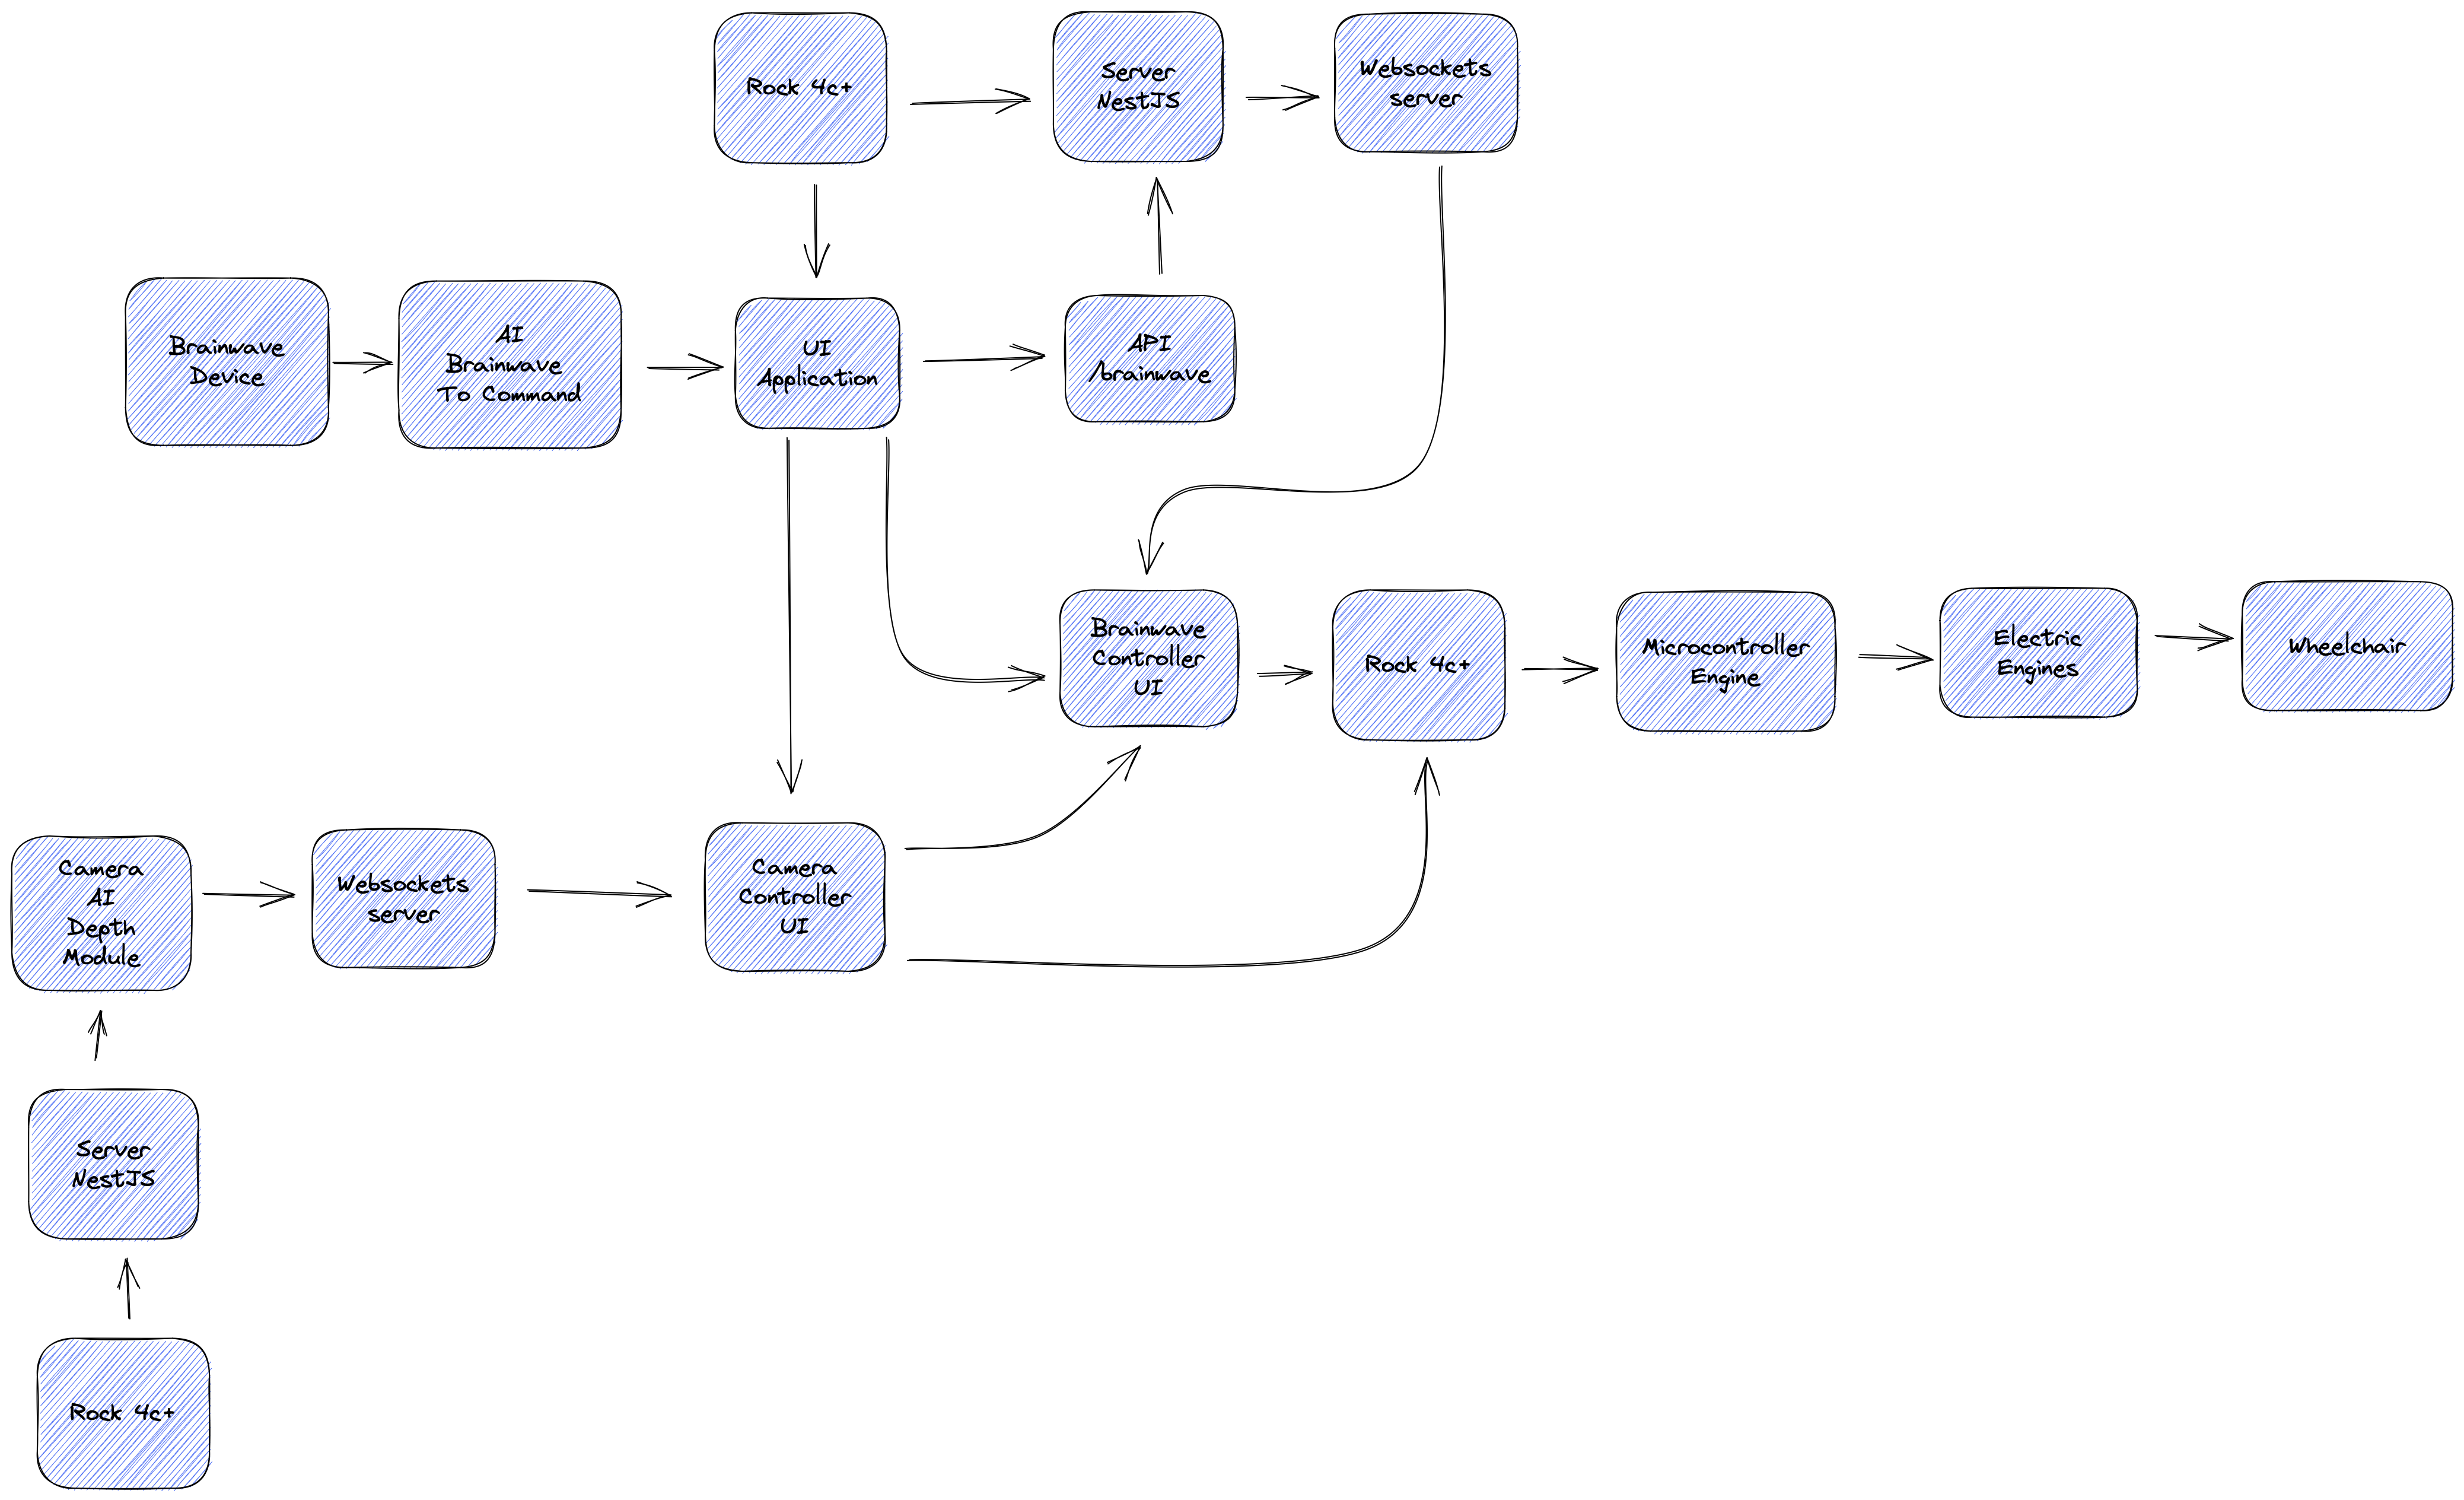 Rock 4c+
Server
NestJS
Websockets
server
Brainwave
Device
AI
Brainwave
To Command
UI
Application
API
/brainwave
Brainwave
Controller
UI
Rock 4c+
Microcontroller
Engine
Electric
Engines
Wheelchair
Camera
AI
Depth
Module
Websockets
server
Camera
Controller
UI
Server
NestJS
Rock 4c+